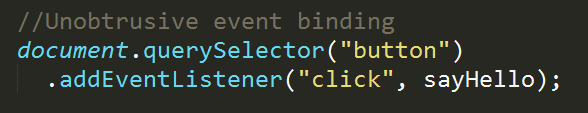 //Unobtrusive event binding
document.querySelector("button")
.addEventListener("click", sayHello);